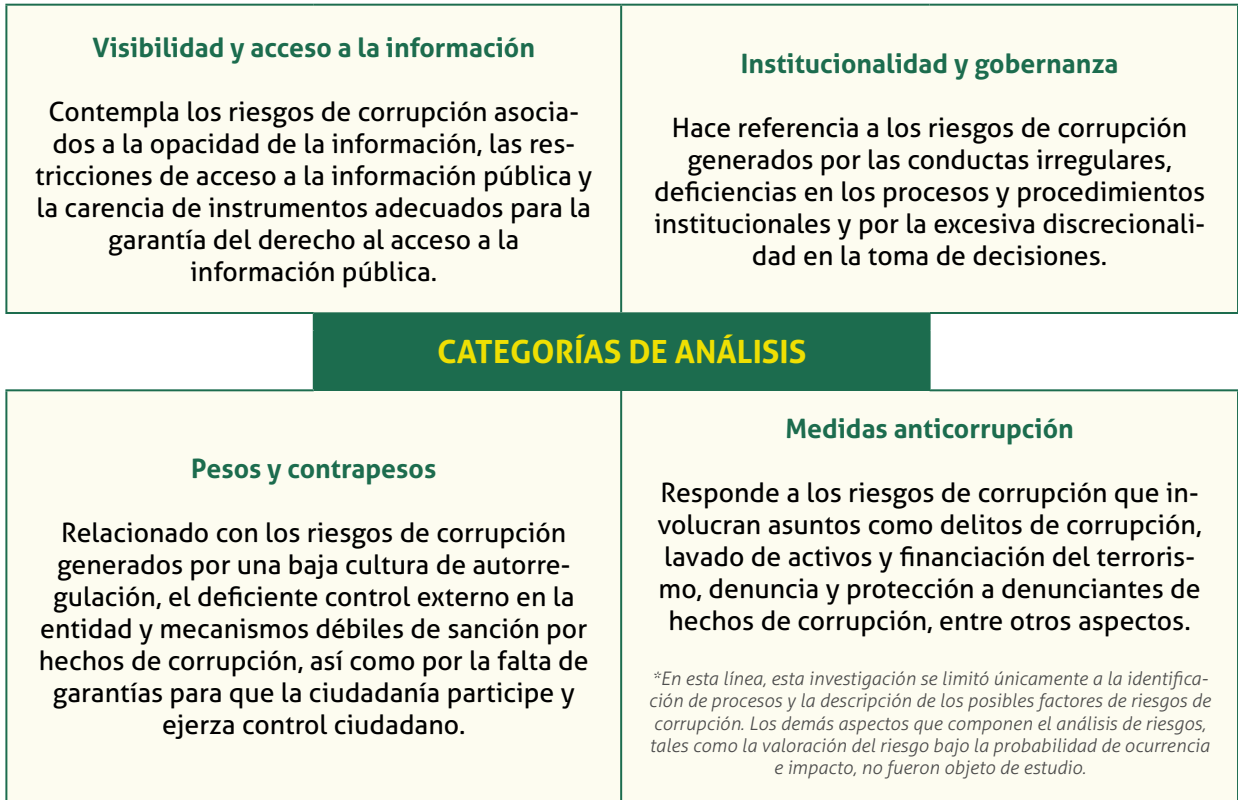 Visibilidad y acceso a la información
Contempla los riesgos de corrupción asocia-
dos a la opacidad de la información, las res-
tricciones de acceso a la información pública y
la carencia de instrumentos adecuados para la
garantía del derecho al acceso a la
información pública.
Institucionalidad y gobernanza
Hace referencia a los riesgos de corrupción
generados por las conductas irregulares,
deficiencias en los procesos y procedimientos
institucionales y por la excesiva discrecionali-
dad en la toma de decisiones.
CATEGORÍAS DE ANÁLISIS
Pesos y contrapesos
Relacionado con los riesgos de corrupción
generados por una baja cultura de autorre-
gulación, el deficiente control externo en la
entidad y mecanismos débiles de sanción por
hechos de corrupción, así como por la falta de
garantías para que la ciudadanía participe y
ejerza control ciudadano.
Medidas anticorrupción
Responde a los riesgos de corrupción que in-
volucran asuntos como delitos de corrupción,
lavado de activos y financiación del terroris-
mo, denuncia y protección a denunciantes de
hechos de corrupción, entre otros aspectos.
*En esta línea, esta investigación se limitó únicamente a la identifica-
ción de procesos y la descripción de los posibles factores de riesgos de
corrupción. Los demás aspectos que componen el análisis de riesgos,
tales como la valoración del riesgo bajo la probabilidad de ocurrencia
e impacto, no fueron objeto de estudio.